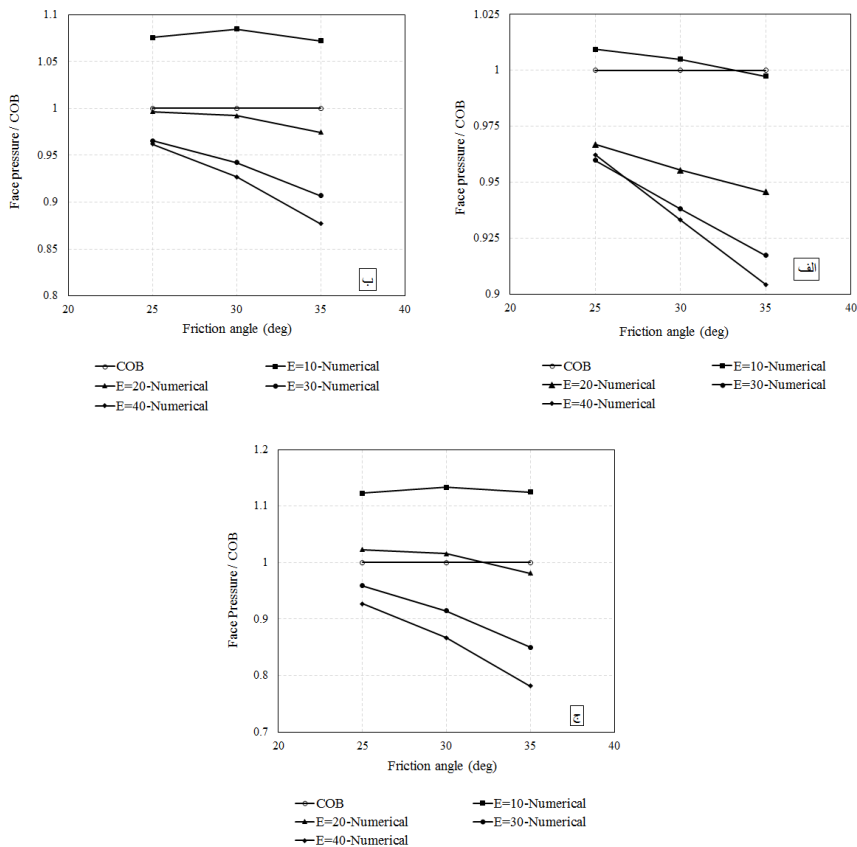 1.1
1.05
1
0.95
0.9
0.85
0.8
20
25
30
35
40
Face pressure / COB
Friction angle (deg)
ب
COB
E=10-Numerical
E=20-Numerical
E=30-Numerical
E=40-Numerical
1.025
1
0.975
0.95
0.925
0.9
20
25
30
35
40
Face pressure / COB
Friction angle (deg)
الف
COB
E=10-Numerical
E=20-Numerical
E=30-Numerical
E=40-Numerical
1.2
1.1
1
0.9
0.8
0.7
20
25
30
35
40
Face Pressure / COB
Friction angle (deg)
ج
COB
E=10-Numerical
E=20-Numerical
E=30-Numerical
E=40-Numerical